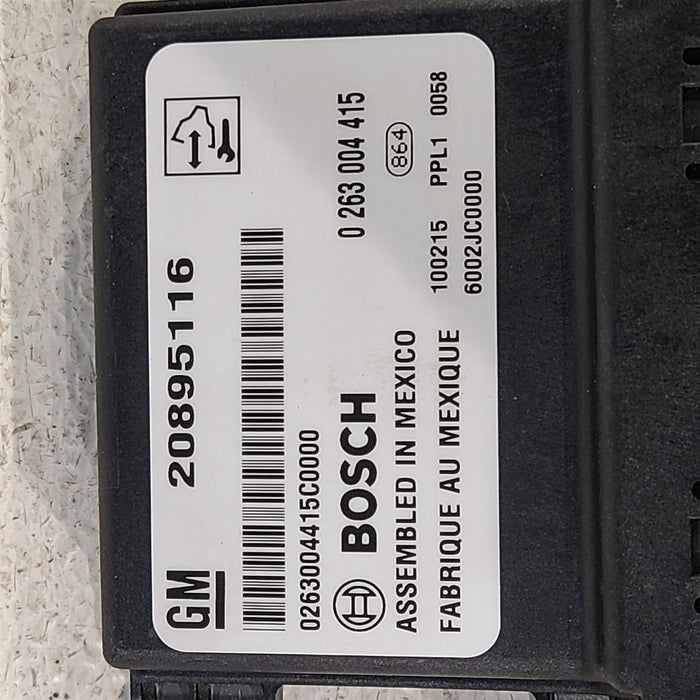 GM 20895116
0263004415C0000
BOSCH 0 263 004 415
864
ASSEMBLED IN MEXICO 100215 PPL1 0058
FABRIQUE AU MEXIQUE 6002JC0000